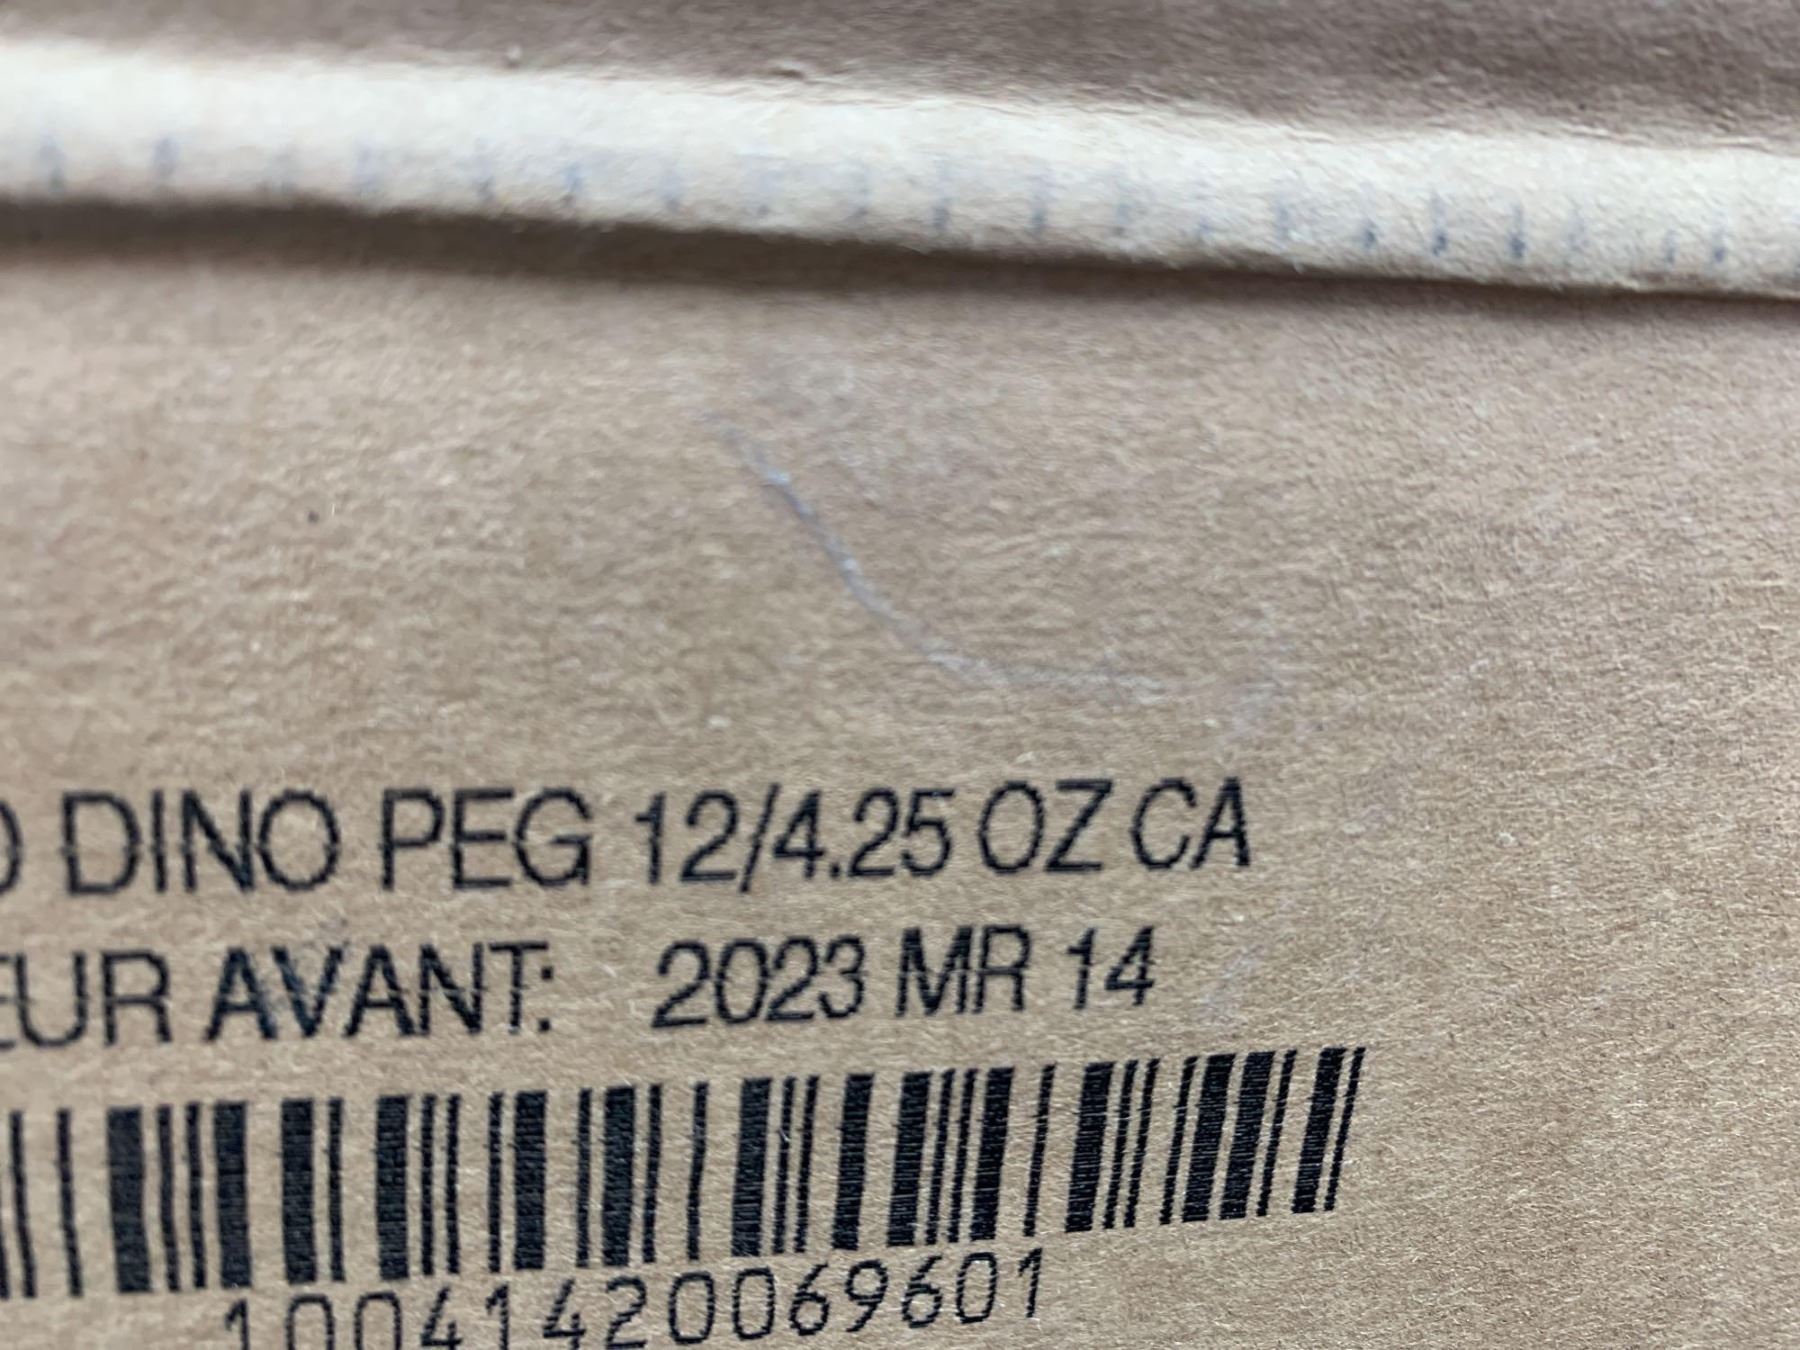 DINO PEG 12/4.25 OZ CA
EUR AVANT: 2023 MR 14
10041420069601